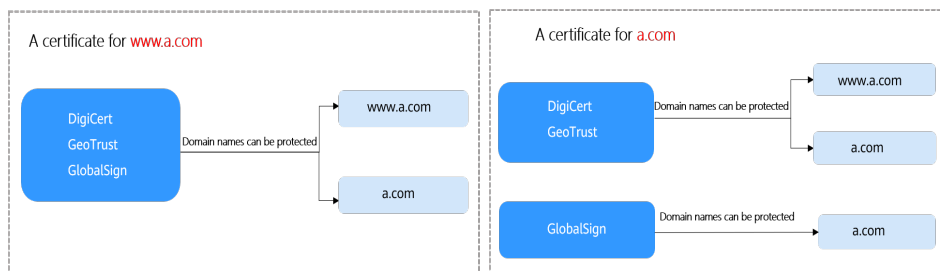 A certificate for www.a.com
DigiCert
GeoTrust
GlobalSign
Domain names can be protected
www.a.com
a.com
A certificate for a.com
DigiCert
GeoTrust
Domain names can be protected
www.a.com
a.com
GlobalSign
Domain names can be protected
a.com